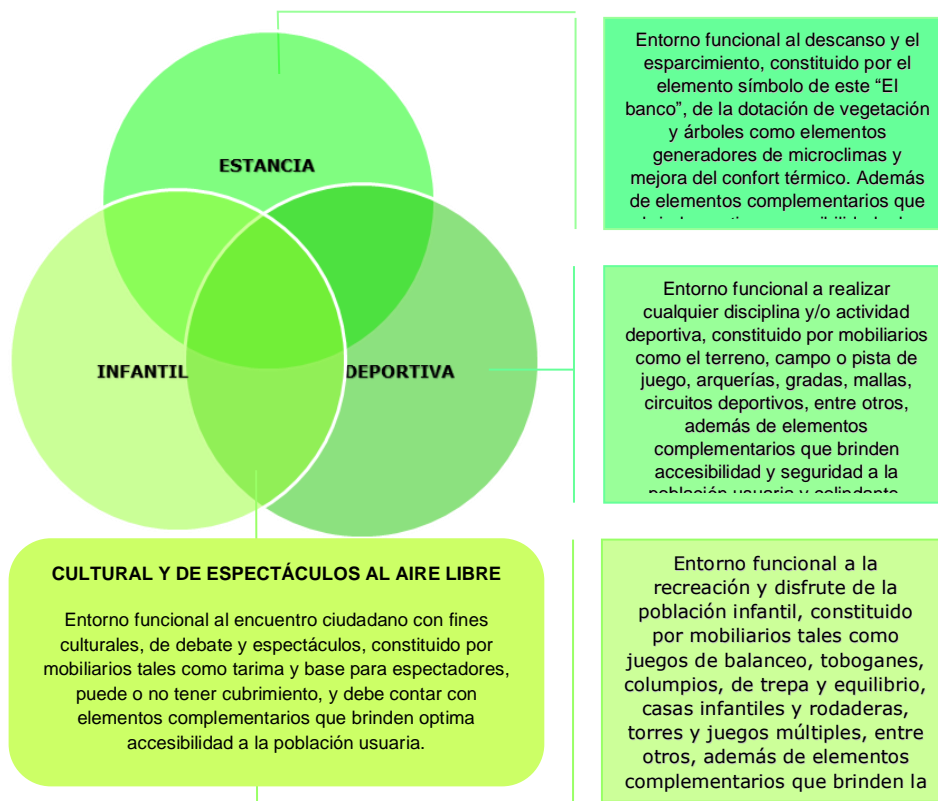 ESTANCIA
INFANTIL
DEPORTIVA
Entorno funcional al descanso y el
esparcimiento, constituido por el
elemento símbolo de este “El
banco”, de la dotación de vegetación
y árboles como elementos
generadores de microclimas y
mejora del confort térmico. Además
de elementos complementarios que
Entorno funcional a realizar
cualquier disciplina y/o actividad
deportiva, constituido por mobiliarios
como el terreno, campo o pista de
juego, arquerías, gradas, mallas,
circuitos deportivos, entre otros,
además de elementos
complementarios que brinden
accesibilidad y seguridad a la
población usuaria y colindante
CULTURAL Y DE ESPECTÁCULOS AL AIRE LIBRE
Entorno funcional al encuentro ciudadano con fines
culturales, de debate y espectáculos, constituido por
mobiliarios tales como tarima y base para espectadores,
puede o no tener cubrimiento, y debe contar con
elementos complementarios que brinden optima
accesibilidad a la población usuaria.
Entorno funcional a la
recreación y disfrute de la
población infantil, constituido
por mobiliarios tales como
juegos de balanceo, toboganes,
columpios, de trepa y equilibrio,
casas infantiles y rodaderas,
torres y juegos múltiples, entre
otros, además de elementos
complementarios que brinden la